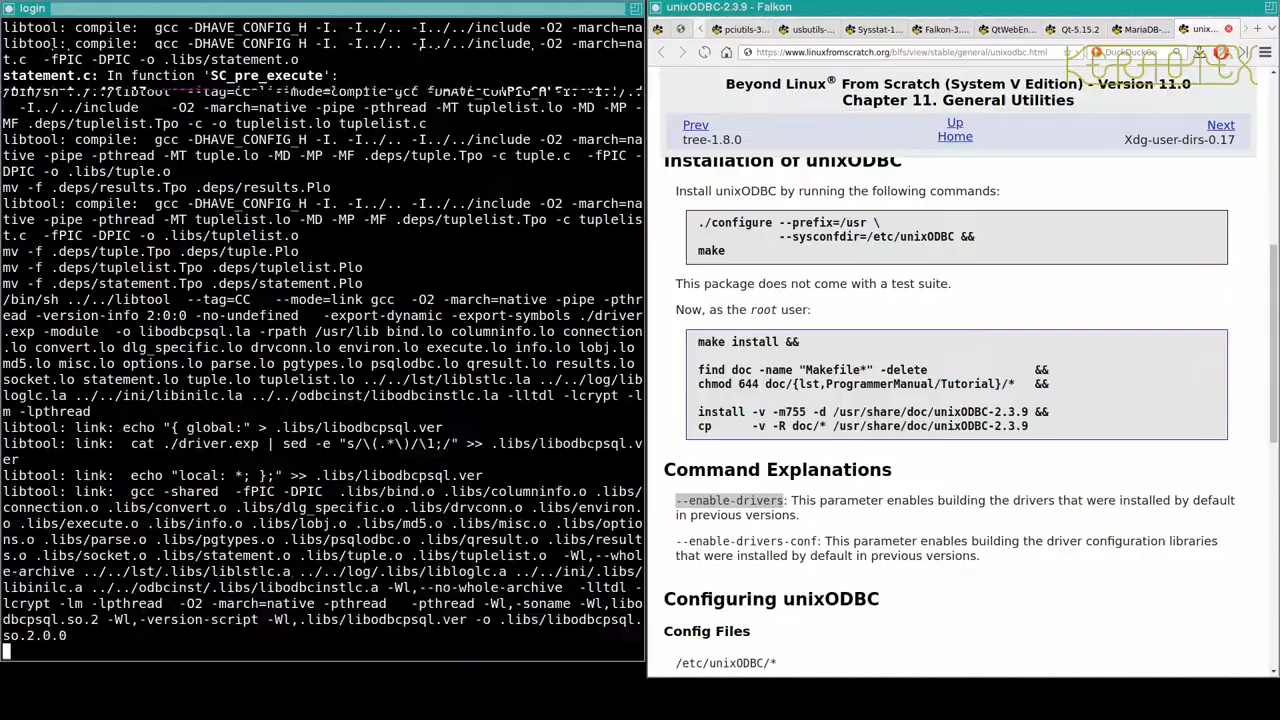 login
libtool: compile:  gcc -DHAVE_CONFIG_H -I. -I../../include -O2 -march=na
libtool: compile:  gcc -DHAVE_CONFIG_H -I. -I../../include -O2 -march=na
t.c  -fPIC -DPIC -o .libs/statement.o
statement.c: In function 'SC_pre_execute':
-I../../include     -O2 -march=native -pipe -pthread -MT tuplelist.lo -MD -MP -
MF .deps/tuplelist.Tpo -c -o tuplelist.lo tuplelist.c
libtool: compile:  gcc -DHAVE_CONFIG_H -I. -I../../include -O2 -march=na
tive -pipe -pthread -MT tuple.lo -MD -MP -MF .deps/tuple.Tpo -c tuple.c  -fPIC -
DPIC -o .libs/tuple.o
mv -f .deps/results.Tpo .deps/results.Plo
libtool: compile:  gcc -DHAVE_CONFIG_H -I. -I../../include -O2 -march=na
tive -pipe -pthread -MT tuplelist.lo -MD -MP -MF .deps/tuplelist.Tpo -c tuplelis
t.c  -fPIC -DPIC -o .libs/tuplelist.o
mv -f .deps/tuple.Tpo .deps/tuple.Plo
mv -f .deps/tuplelist.Tpo .deps/tuplelist.Plo
mv -f .deps/statement.Tpo .deps/statement.Plo
/bin/sh ../../libtool  --tag=CC   --mode=link gcc  -O2 -march=native -pipe -pthr
ead -version-info 2:0:0 -no-undefined   -export-dynamic -export-symbols ./driver
.exp -module  -o libodbcpsql.la -rpath /usr/lib bind.lo columninfo.lo connection
.lo convert.lo dlg_specific.lo drvconn.lo environ.lo execute.lo info.lo lobj.lo
md5.lo misc.lo options.lo parse.lo pgtypes.lo psqlodbc.lo qresult.lo results.lo
socket.lo statement.lo tuple.lo tuplelist.lo ../../lst/liblstlc.la ../../log/lib
loglc.la ../../ini/libinilc.la ../../odbcinst/libodbcinstlc.la -lltdl -lcrypt -l
m -lpthread
libtool: link: echo "{ global:" > .libs/libodbcpsql.ver
libtool: link:  cat ./driver.exp | sed -e "s/\(.*\)/\1;/" >> .libs/libodbcpsql.v
er
libtool: link:  echo "local: *; };" >> .libs/libodbcpsql.ver
libtool: link:  gcc -shared  -fPIC -DPIC  .libs/bind.o .libs/columninfo.o .libs/
connection.o .libs/convert.o .libs/dlg_specific.o .libs/drvconn.o .libs/environ.
o .libs/execute.o .libs/info.o .libs/lobj.o .libs/md5.o .libs/misc.o .libs/optio
ns.o .libs/parse.o .libs/pgtypes.o .libs/psqlodbc.o .libs/qresult.o .libs/result
s.o .libs/socket.o .libs/statement.o .libs/tuple.o .libs/tuplelist.o  -Wl,--whol
e-archive ../../lst/.libs/liblstlc.a ../../log/.libs/libloglc.a ../../ini/.libs/
libinilc.a ../../odbcinst/.libs/libodbcinstlc.a -Wl,--no-whole-archive  -lltdl -
lcrypt -lm -lpthread  -O2 -march=native -pthread   -pthread -Wl,-soname -Wl,libo
dbcpsql.so.2 -Wl,-version-script -Wl,.libs/libodbcpsql.ver -o .libs/libodbcpsql.
so.2.0.0
unixODBC-2.3.9 - Falkon
pciutils-3... usbutils-... Sysstat-1... Falkon-3... QtWebEn... Qt-5.15.2 MariaDB-... unix...
https://www.linuxfromscratch.org/blfs/view/stable/general/unixodbc.html DuckDuckGo
KERNOTEX
Beyond Linux® From Scratch (System V Edition) - Version 11.0
Chapter 11. General Utilities
Prev Up Next
tree-1.8.0 Home Xdg-user-dirs-0.17
Installation of unixODBC
Install unixODBC by running the following commands:
./configure --prefix=/usr \
--sysconfdir=/etc/unixODBC &&
make
This package does not come with a test suite.
Now, as the root user:
make install &&
find doc -name "Makefile*" -delete                &&
chmod 644 doc/{lst,ProgrammerManual/Tutorial}/*   &&
install -v -m755 -d /usr/share/doc/unixODBC-2.3.9 &&
cp      -v -R doc/* /usr/share/doc/unixODBC-2.3.9
Command Explanations
--enable-drivers: This parameter enables building the drivers that were installed by default
in previous versions.
--enable-drivers-conf: This parameter enables building the driver configuration libraries
that were installed by default in previous versions.
Configuring unixODBC
Config Files
/etc/unixODBC/*